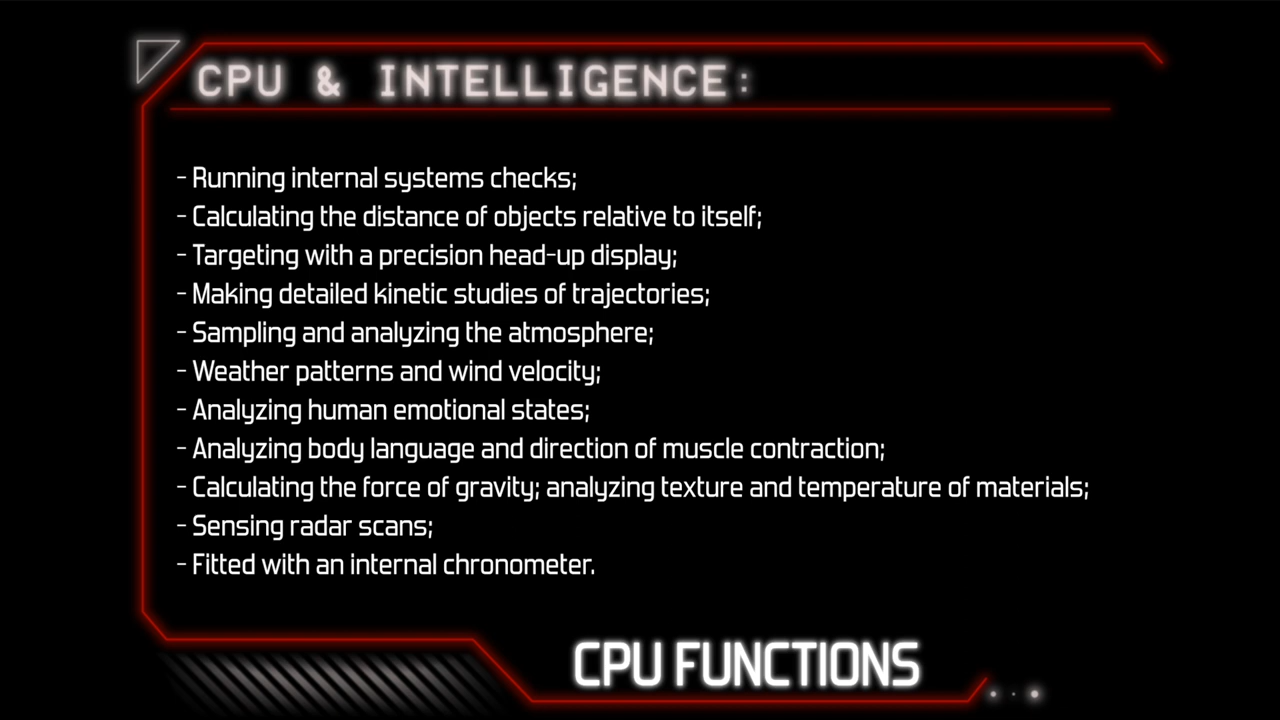 CPU & INTELLIGENCE:
- Running internal systems checks;
- Calculating the distance of objects relative to itself;
- Targeting with a precision head-up display;
- Making detailed kinetic studies of trajectories;
- Sampling and analyzing the atmosphere;
- Weather patterns and wind velocity;
- Analyzing human emotional states;
- Analyzing body language and direction of muscle contraction;
- Calculating the force of gravity; analyzing texture and temperature of materials;
- Sensing radar scans;
- Fitted with an internal chronometer.
CPU FUNCTIONS